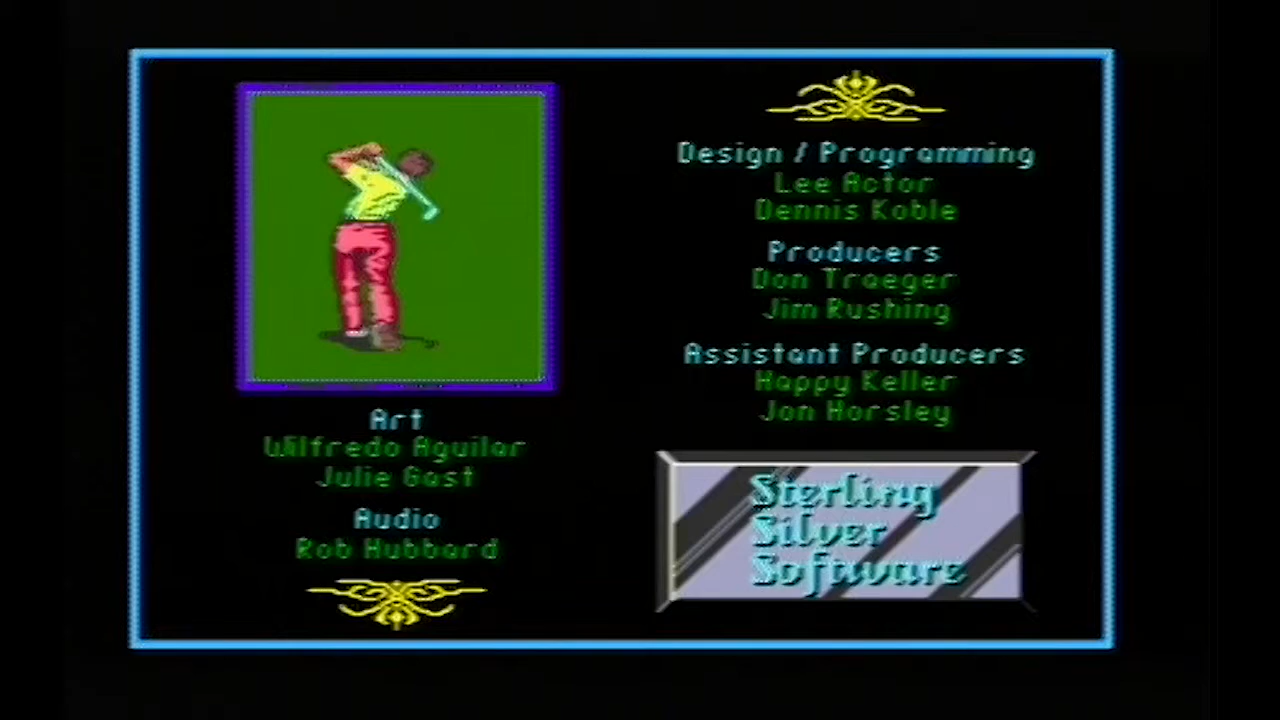 Art
Wilfredo Aguilar
Julie Gast
Audio
Rob Hubbard
Design / Programming
Lee Actor
Dennis Koble
Producers
Don Traeger
Jim Rushing
Assistant Producers
Happy Keller
Jon Horsley
Sterling
Silver
Software